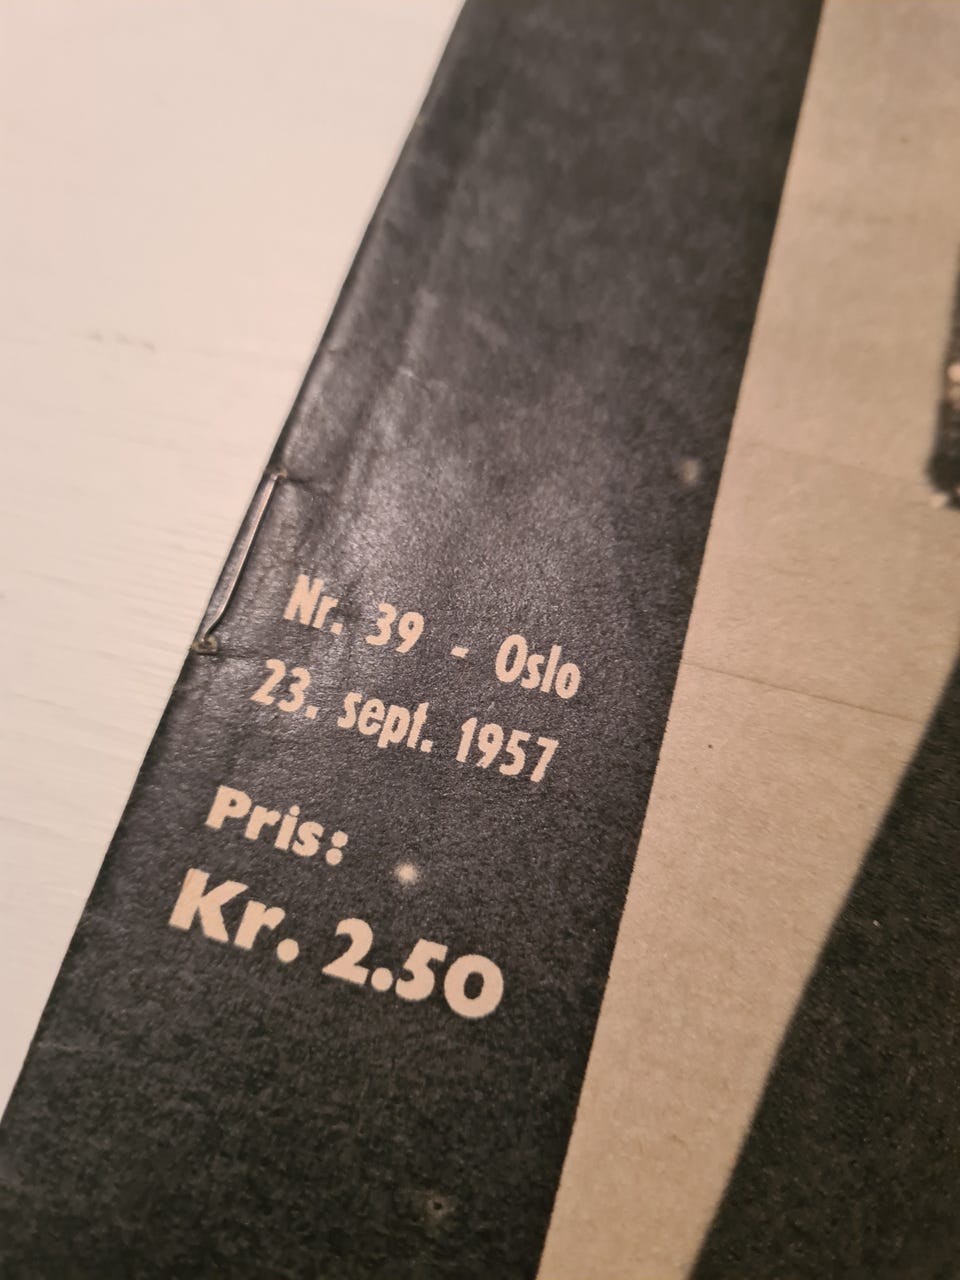 Nr. 39 - Oslo
23. sept. 1957
Pris:
Kr. 2.50